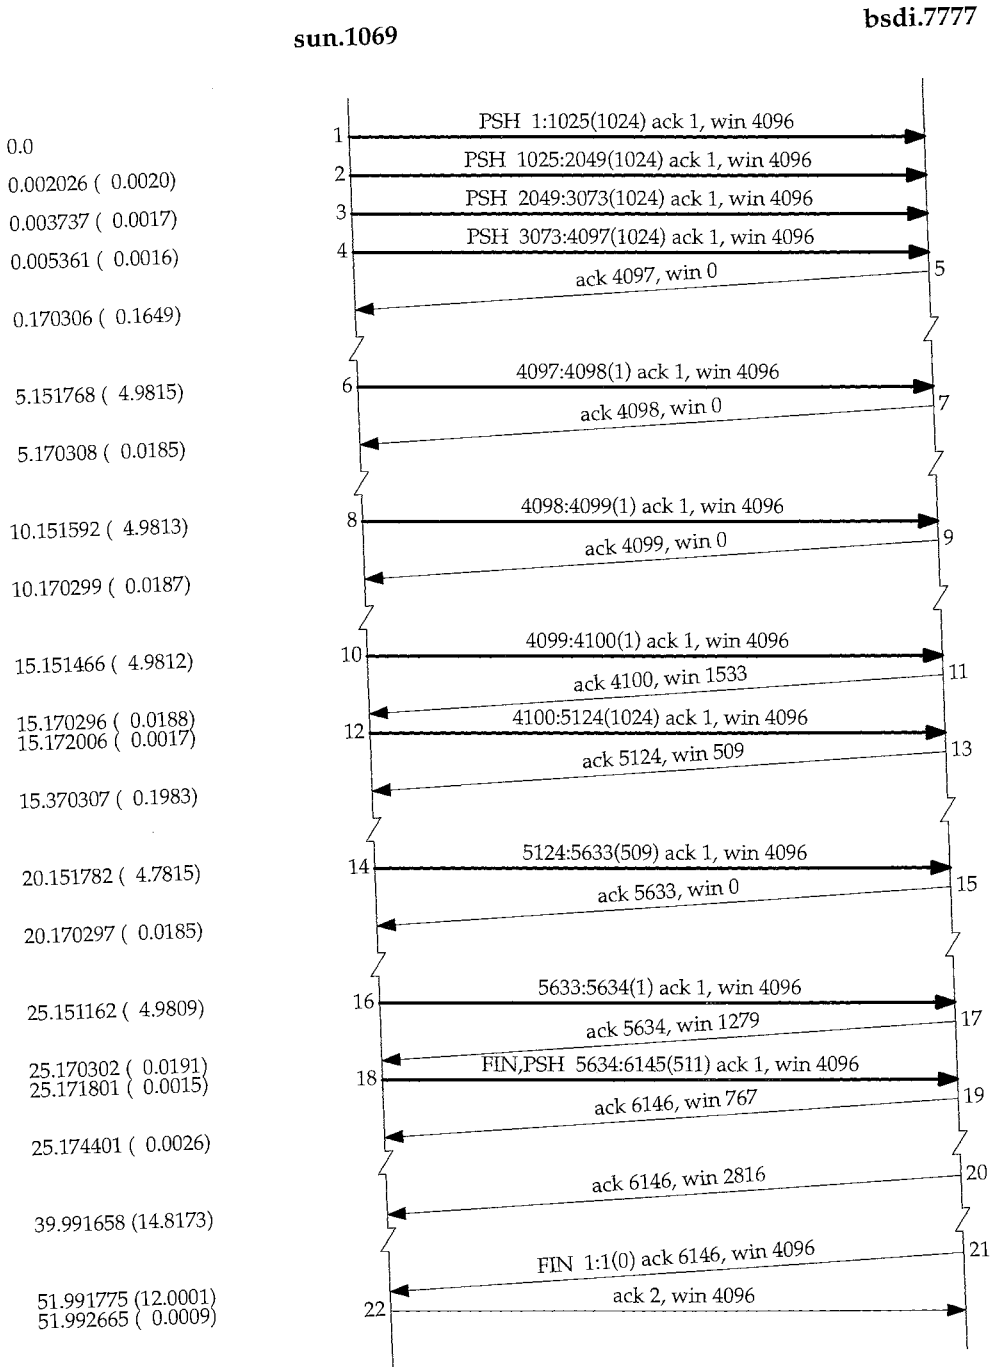 sun.1069
bsdi.7777
0.0
1
PSH 1:1025(1024) ack 1, win 4096
0.002026 ( 0.0020)
2
PSH 1025:2049(1024) ack 1, win 4096
0.003737 ( 0.0017)
3
PSH 2049:3073(1024) ack 1, win 4096
0.005361 ( 0.0016)
4
PSH 3073:4097(1024) ack 1, win 4096
0.170306 ( 0.1649)
ack 4097, win 0
5
5.151768 ( 4.9815)
6
4097:4098(1) ack 1, win 4096
5.170308 ( 0.0185)
ack 4098, win 0
7
10.151592 ( 4.9813)
8
4098:4099(1) ack 1, win 4096
10.170299 ( 0.0187)
ack 4099, win 0
9
15.151466 ( 4.9812)
10
4099:4100(1) ack 1, win 4096
15.170296 ( 0.0188)
ack 4100, win 1533
11
15.172006 ( 0.0017)
12
4100:5124(1024) ack 1, win 4096
15.370307 ( 0.1983)
ack 5124, win 509
13
20.151782 ( 4.7815)
14
5124:5633(509) ack 1, win 4096
20.170297 ( 0.0185)
ack 5633, win 0
15
25.151162 ( 4.9809)
16
5633:5634(1) ack 1, win 4096
25.170302 ( 0.0191)
ack 5634, win 1279
17
25.171801 ( 0.0015)
18
FIN,PSH 5634:6145(511) ack 1, win 4096
25.174401 ( 0.0026)
ack 6146, win 767
19
39.991658 (14.8173)
ack 6146, win 2816
20
51.991775 (12.0001)
FIN 1:1(0) ack 6146, win 4096
21
51.992665 ( 0.0009)
22
ack 2, win 4096